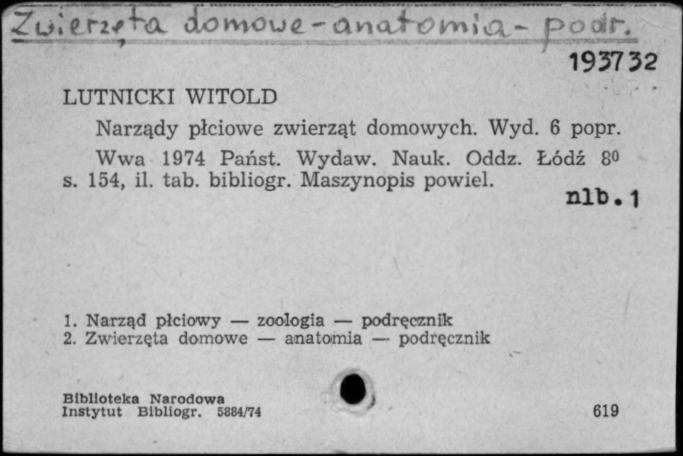 Zwierzęta domowe - anatomia - podr.
193732
LUTNICKI WITOLD
Narządy płciowe zwierząt domowych. Wyd. 6 popr.
Wwa 1974 Państ. Wydaw. Nauk. Oddz. Łódź 8⁰
s. 154, il. tab. bibliogr. Maszynopis powiel.
nlb. 1
1. Narząd płciowy — zoologia — podręcznik
2. Zwierzęta domowe — anatomia — podręcznik
Biblioteka Narodowa
Instytut Bibliogr. 5884/74 619